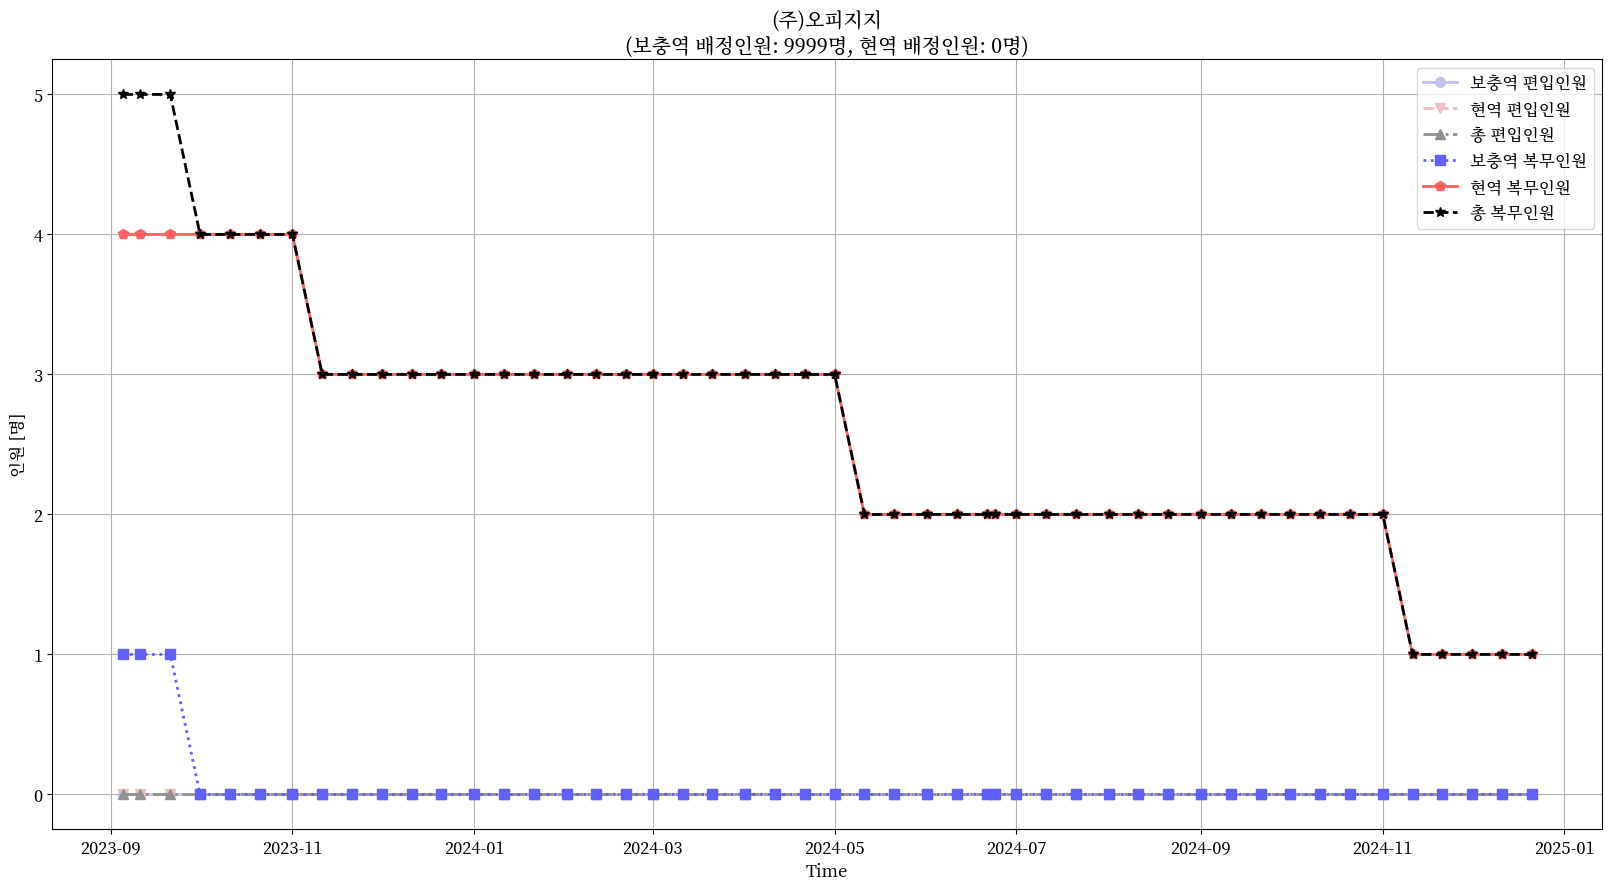 (주)오피지지
(보충역 배정인원: 9999명, 현역 배정인원: 0명)
보충역 편입인원
현역 편입인원
총 편입인원
보충역 복무인원
현역 복무인원
총 복무인원
인원 [명]
5
4
3
2
1
0
2023-09
2023-11
2024-01
2024-03
2024-05
2024-07
2024-09
2024-11
2025-01
Time